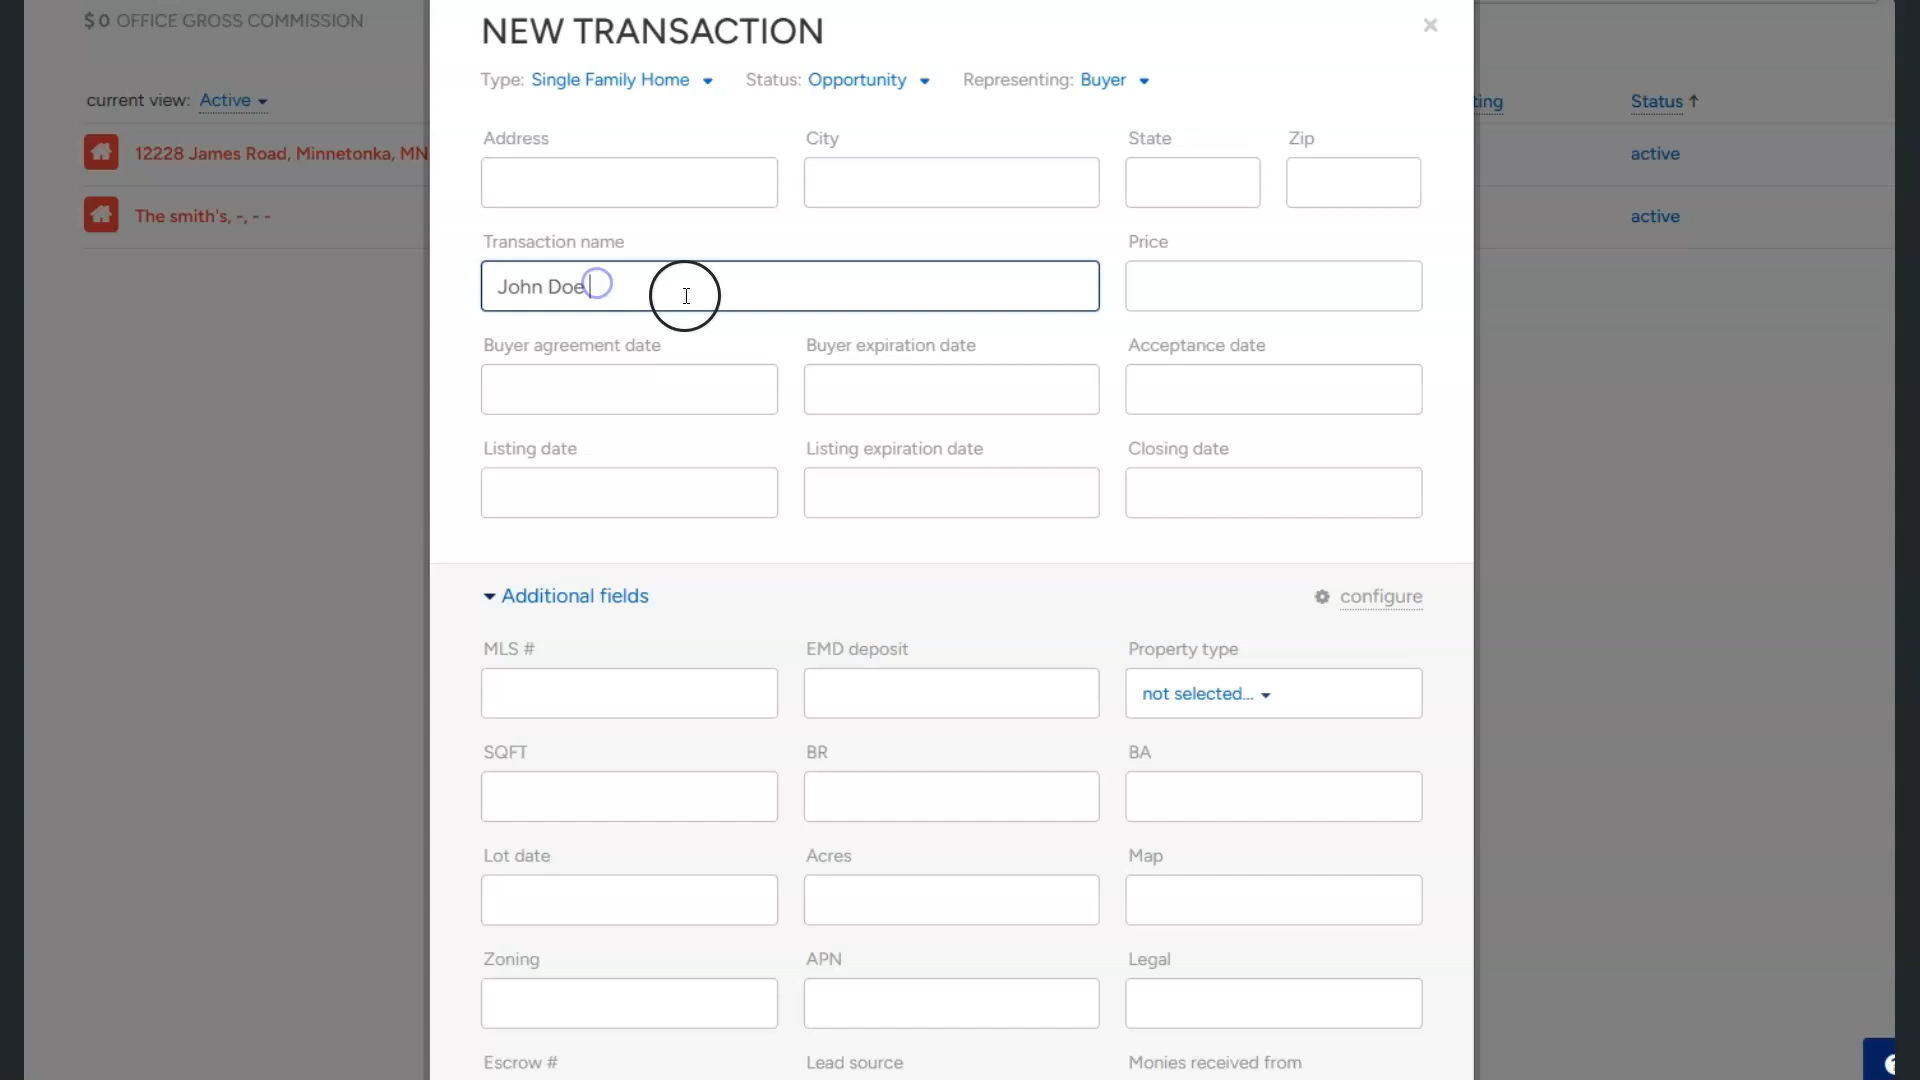 $ 0 OFFICE GROSS COMMISSION
NEW TRANSACTION
×
Type: Single Family Home Status: Opportunity Representing: Buyer
current view: Active
ting
Status ↑
Address City State Zip
12228 James Road, Minnetonka, MN
active
The smith's, -, - -
active
Transaction name Price
John Doe
Buyer agreement date Buyer expiration date Acceptance date
Listing date Listing expiration date Closing date
Additional fields configure
MLS # EMD deposit Property type
not selected...
SQFT BR BA
Lot date Acres Map
Zoning APN Legal
Escrow # Lead source Monies received from